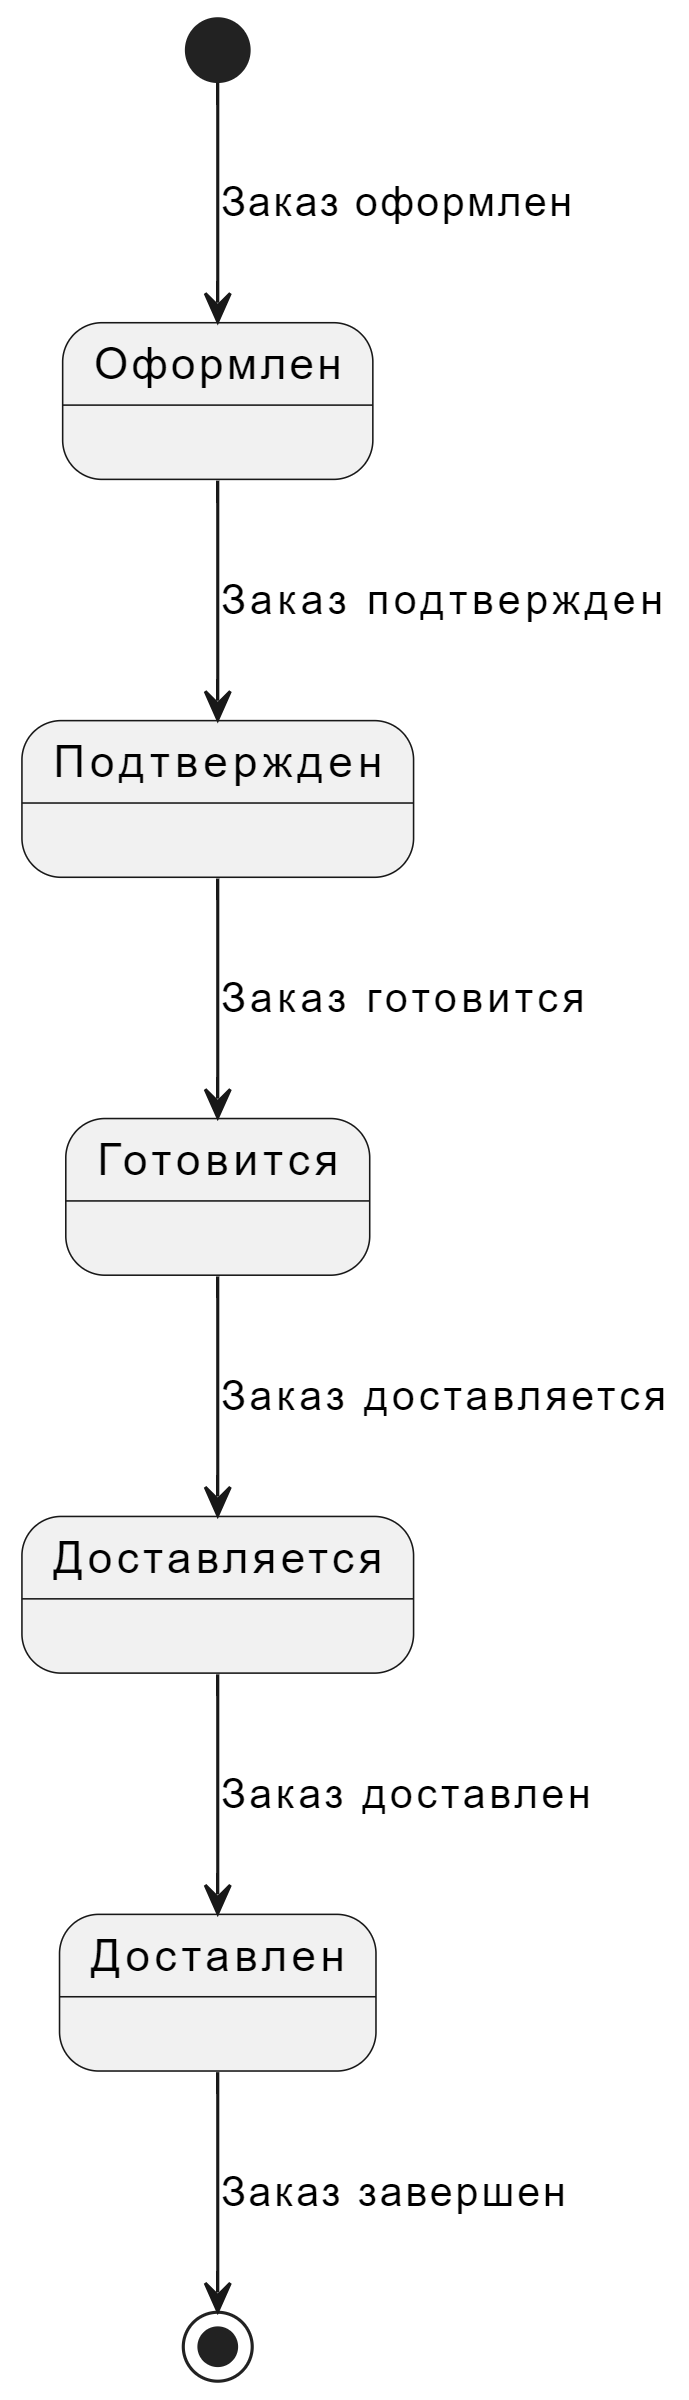 Заказ оформлен
Оформлен
Заказ подтвержден
Подтвержден
Заказ готовится
Готовится
Заказ доставляется
Доставляется
Заказ доставлен
Доставлен
Заказ завершен